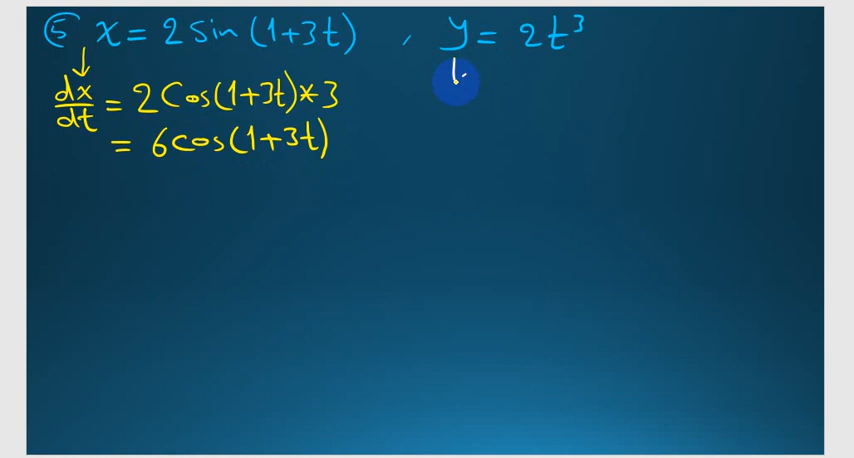 ⑤ x = 2 Sin (1+3t) , y = 2t³
dx/dt = 2 Cos(1+3t)*3
= 6cos(1+3t)